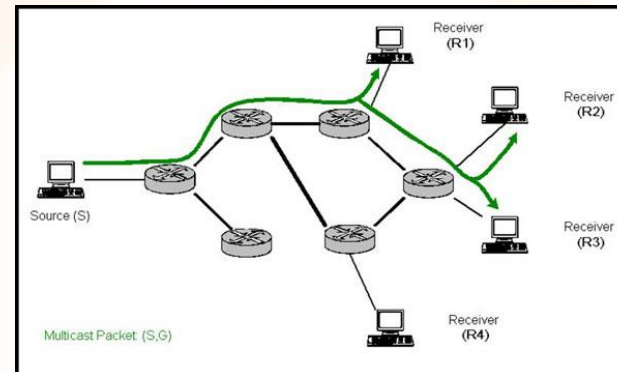 Receiver
(R1)
Receiver
(R2)
Source (S)
Receiver
(R3)
Multicast Packet: (S,G)
Receiver
(R4)